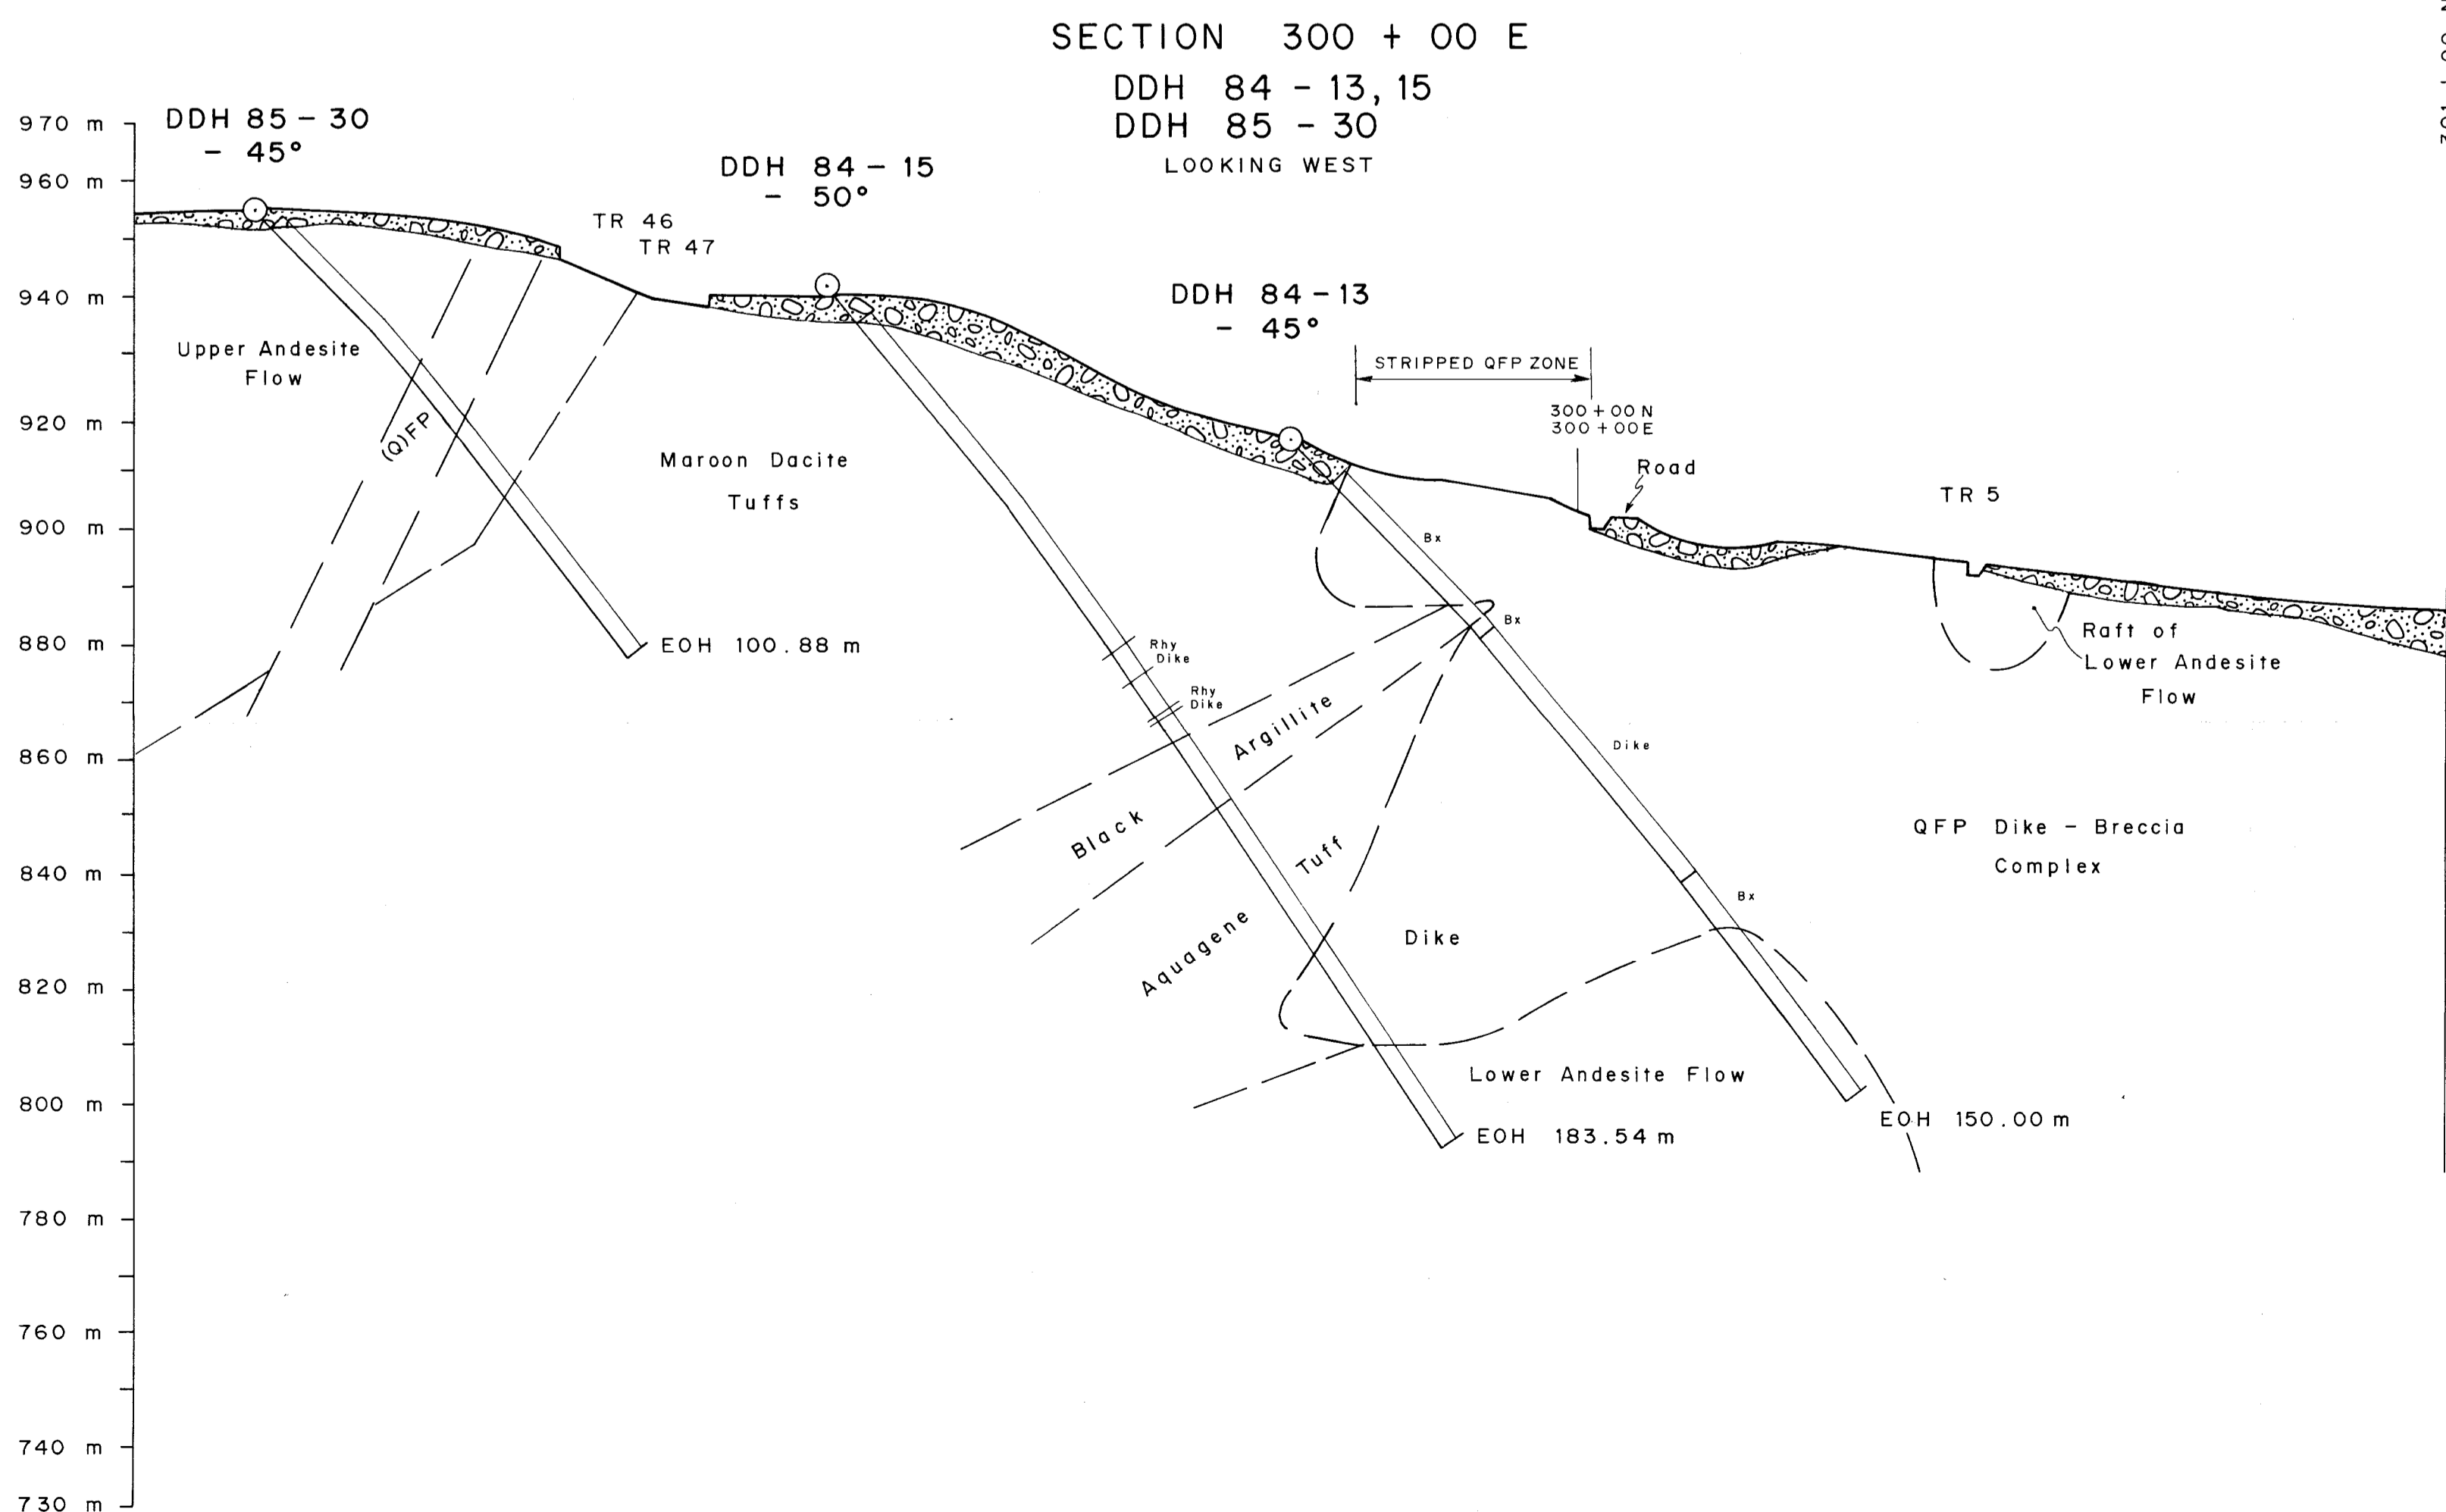 SECTION 300 + 00 E
DDH 84 - 13, 15
DDH 85 - 30
LOOKING WEST
DDH 85 - 30
- 45°
DDH 84 - 15
- 50°
TR 46
TR 47
DDH 84 - 13
- 45°
STRIPPED QFP ZONE
300 + 00 N
300 + 00 E
Road
TR 5
970 m
960 m
940 m
920 m
900 m
880 m
860 m
840 m
820 m
800 m
780 m
760 m
740 m
730 m
Upper Andesite
Flow
(Q)FP
Maroon Dacite
Tuffs
EOH 100.88 m
Bx
Bx
Rhy
Dike
Rhy
Dike
Black Argillite
Aquagene Tuff
Dike
Dike
Bx
Raft of
Lower Andesite
Flow
QFP Dike - Breccia
Complex
Lower Andesite Flow
EOH 183.54 m
EOH 150.00 m